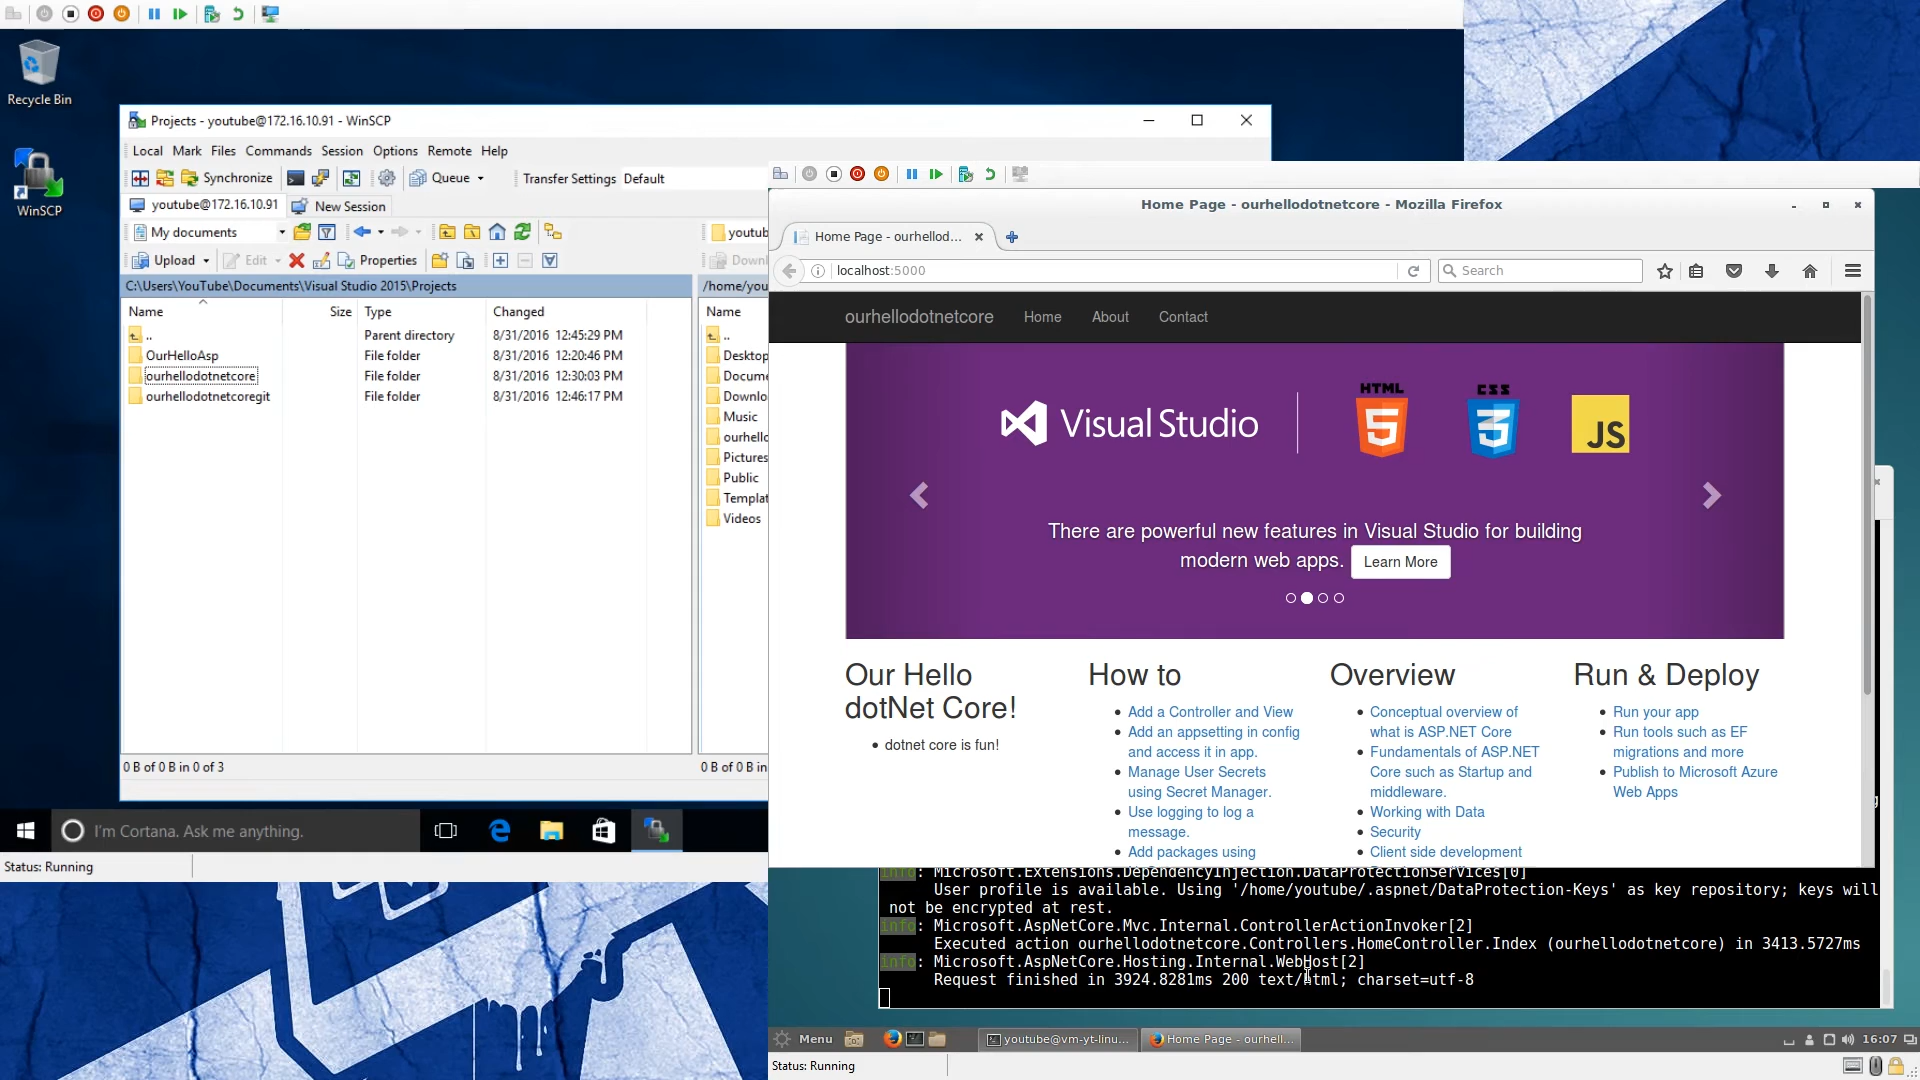 Recycle Bin
WinSCP
Projects - youtube@172.16.10.91 - WinSCP
Local Mark Files Commands Session Options Remote Help
Synchronize Queue Transfer Settings Default
youtube@172.16.10.91 New Session
My documents
Upload Edit Properties
C:\Users\YouTube\Documents\Visual Studio 2015\Projects
Name Size Type Changed
.. Parent directory 8/31/2016 12:45:29 PM
OurHelloAsp File folder 8/31/2016 12:20:46 PM
ourhellodotnetcore File folder 8/31/2016 12:30:03 PM
ourhellodotnetcoregit File folder 8/31/2016 12:46:17 PM
0 B of 0 B in 0 of 3
youtub
Downl
/home/you
Name
..
Desktop
Docume
Downlo
Music
ourhello
Pictures
Public
Templat
Videos
0 B of 0 B in
I'm Cortana. Ask me anything.
Status: Running
Home Page - ourhellodotnetcore - Mozilla Firefox
Home Page - ourhellod...
localhost:5000
Search
ourhellodotnetcore Home About Contact
Visual Studio
HTML 5
CSS 3
JS
There are powerful new features in Visual Studio for building
modern web apps. Learn More
Our Hello
dotNet Core!
dotnet core is fun!
How to
Add a Controller and View
Add an appsetting in config
and access it in app.
Manage User Secrets
using Secret Manager.
Use logging to log a
message.
Add packages using
Overview
Conceptual overview of
what is ASP.NET Core
Fundamentals of ASP.NET
Core such as Startup and
middleware.
Working with Data
Security
Client side development
Run & Deploy
Run your app
Run tools such as EF
migrations and more
Publish to Microsoft Azure
Web Apps
info: Microsoft.Extensions.DependencyInjection.DataProtectionServices[0]
User profile is available. Using '/home/youtube/.aspnet/DataProtection-Keys' as key repository; keys will
not be encrypted at rest.
info: Microsoft.AspNetCore.Mvc.Internal.ControllerActionInvoker[2]
Executed action ourhellodotnetcore.Controllers.HomeController.Index (ourhellodotnetcore) in 3413.5727ms
info: Microsoft.AspNetCore.Hosting.Internal.WebHost[2]
Request finished in 3924.8281ms 200 text/html; charset=utf-8
Menu youtube@vm-yt-linu... Home Page - ourhell... 16:07
Status: Running